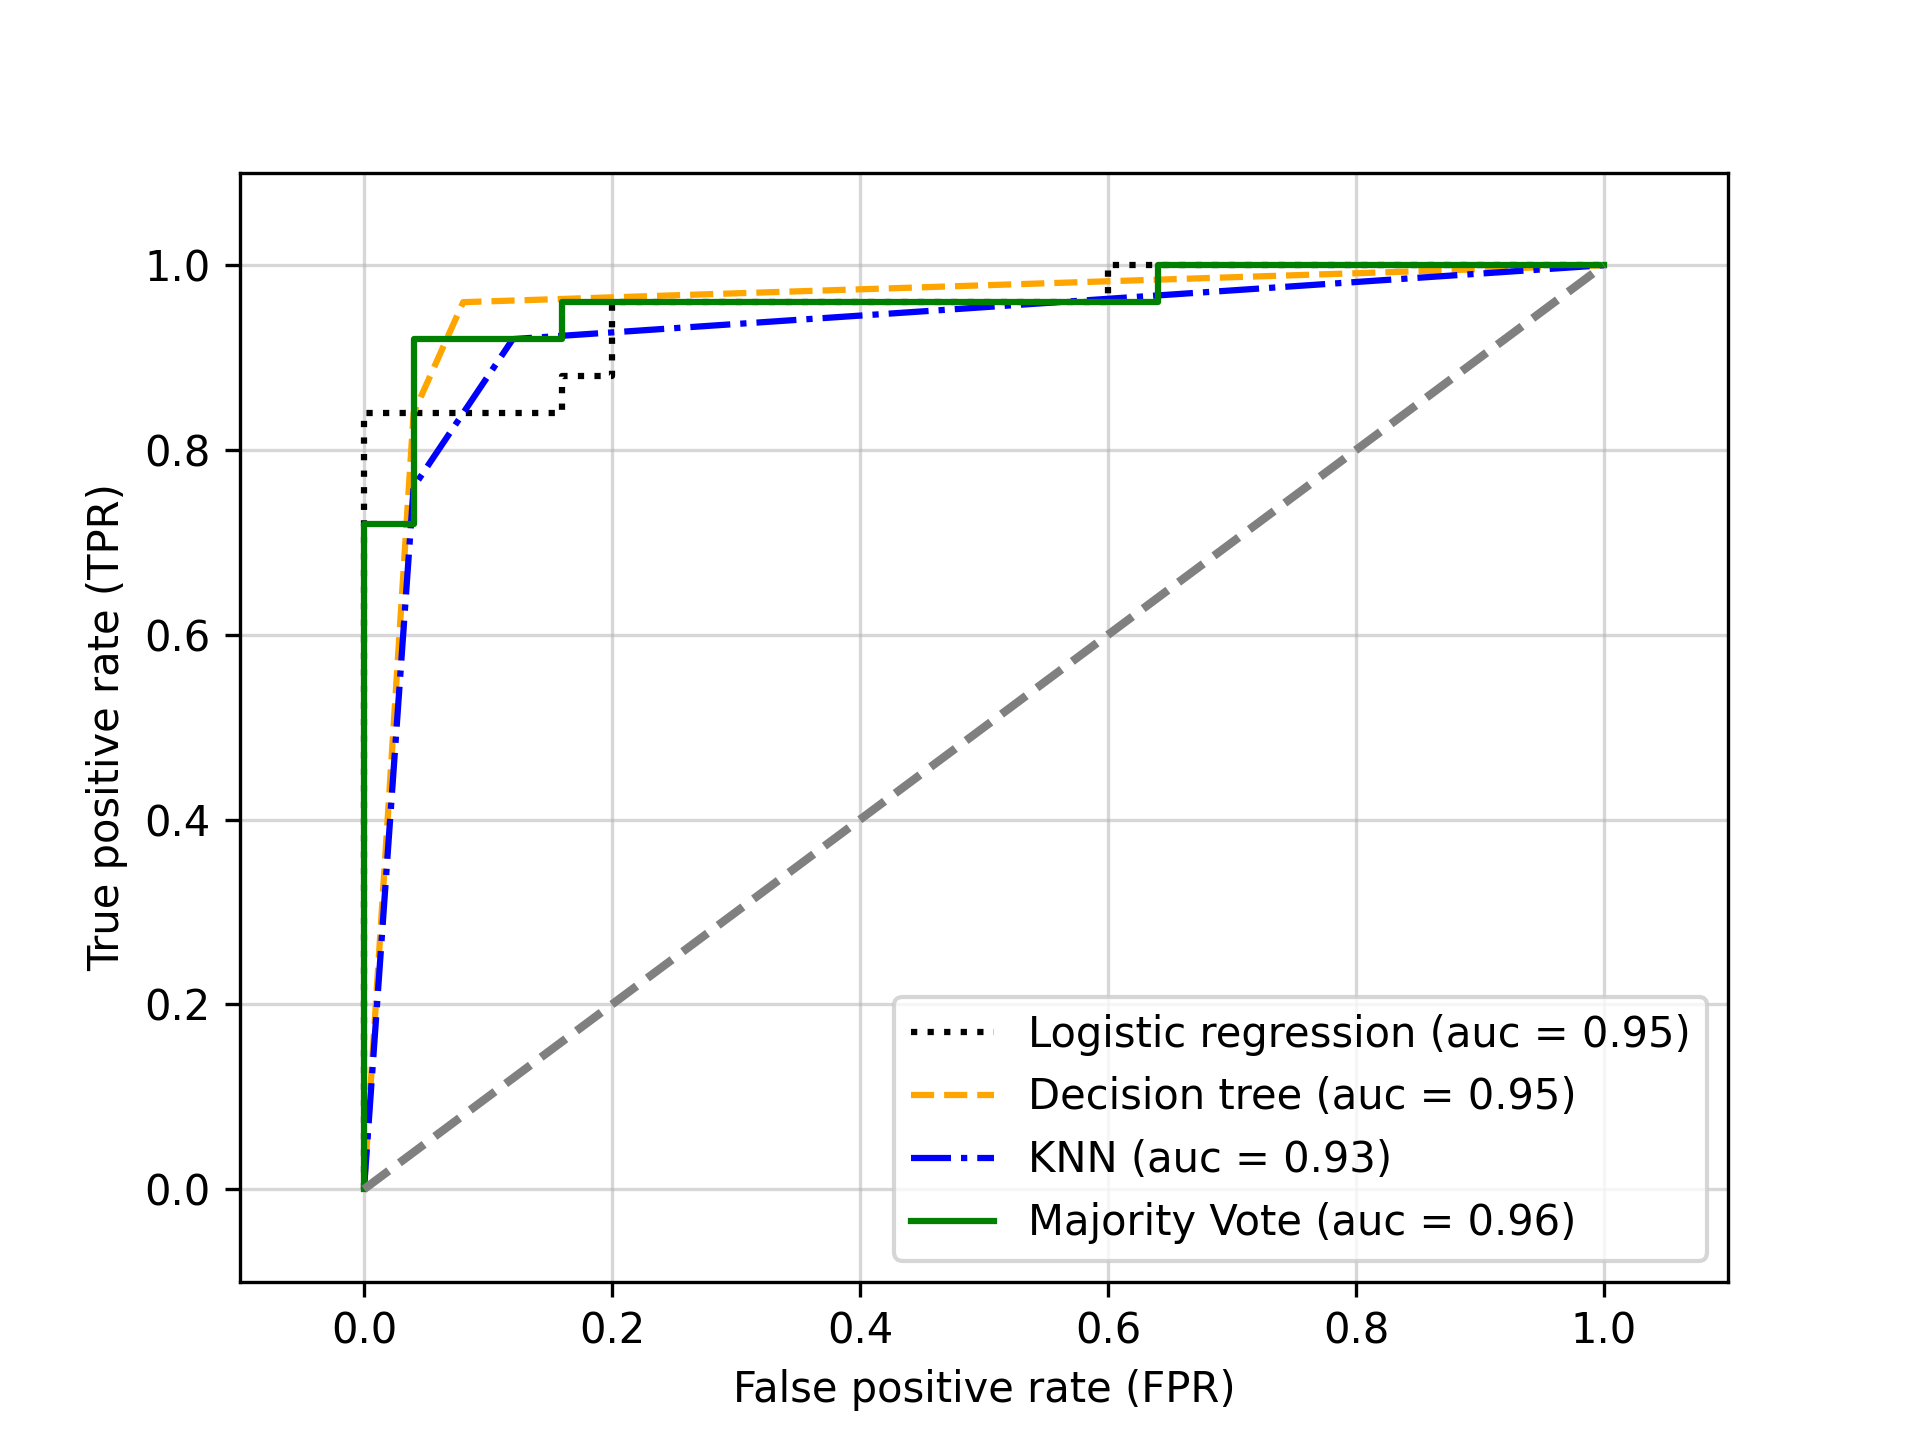 1.0
0.8
0.6
0.4
0.2
0.0
True positive rate (TPR)
Logistic regression (auc = 0.95)
Decision tree (auc = 0.95)
KNN (auc = 0.93)
Majority Vote (auc = 0.96)
0.0 0.2 0.4 0.6 0.8 1.0
False positive rate (FPR)